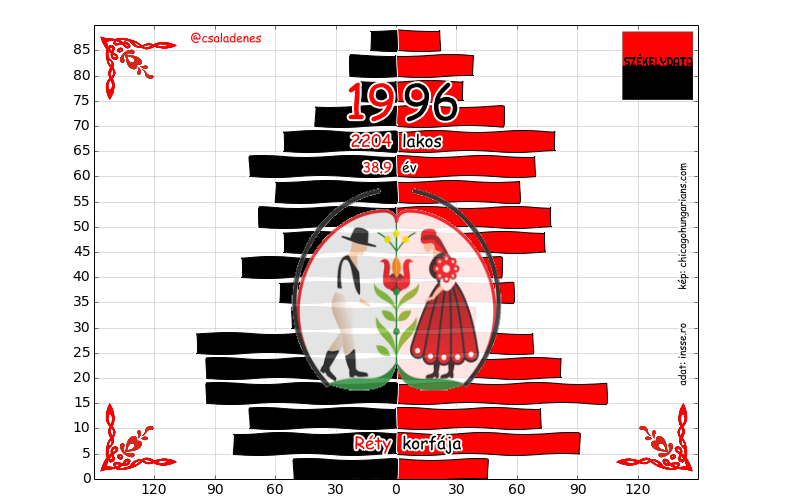 @csaladenes
SZÉKELYDATA
1996
2204 lakos
38.9 év
kép: chicagohungarians.com
adat: insse.ro
Réty korfája
85
80
75
70
65
60
55
50
45
40
35
30
25
20
15
10
5
0
120 90 60 30 0 30 60 90 120